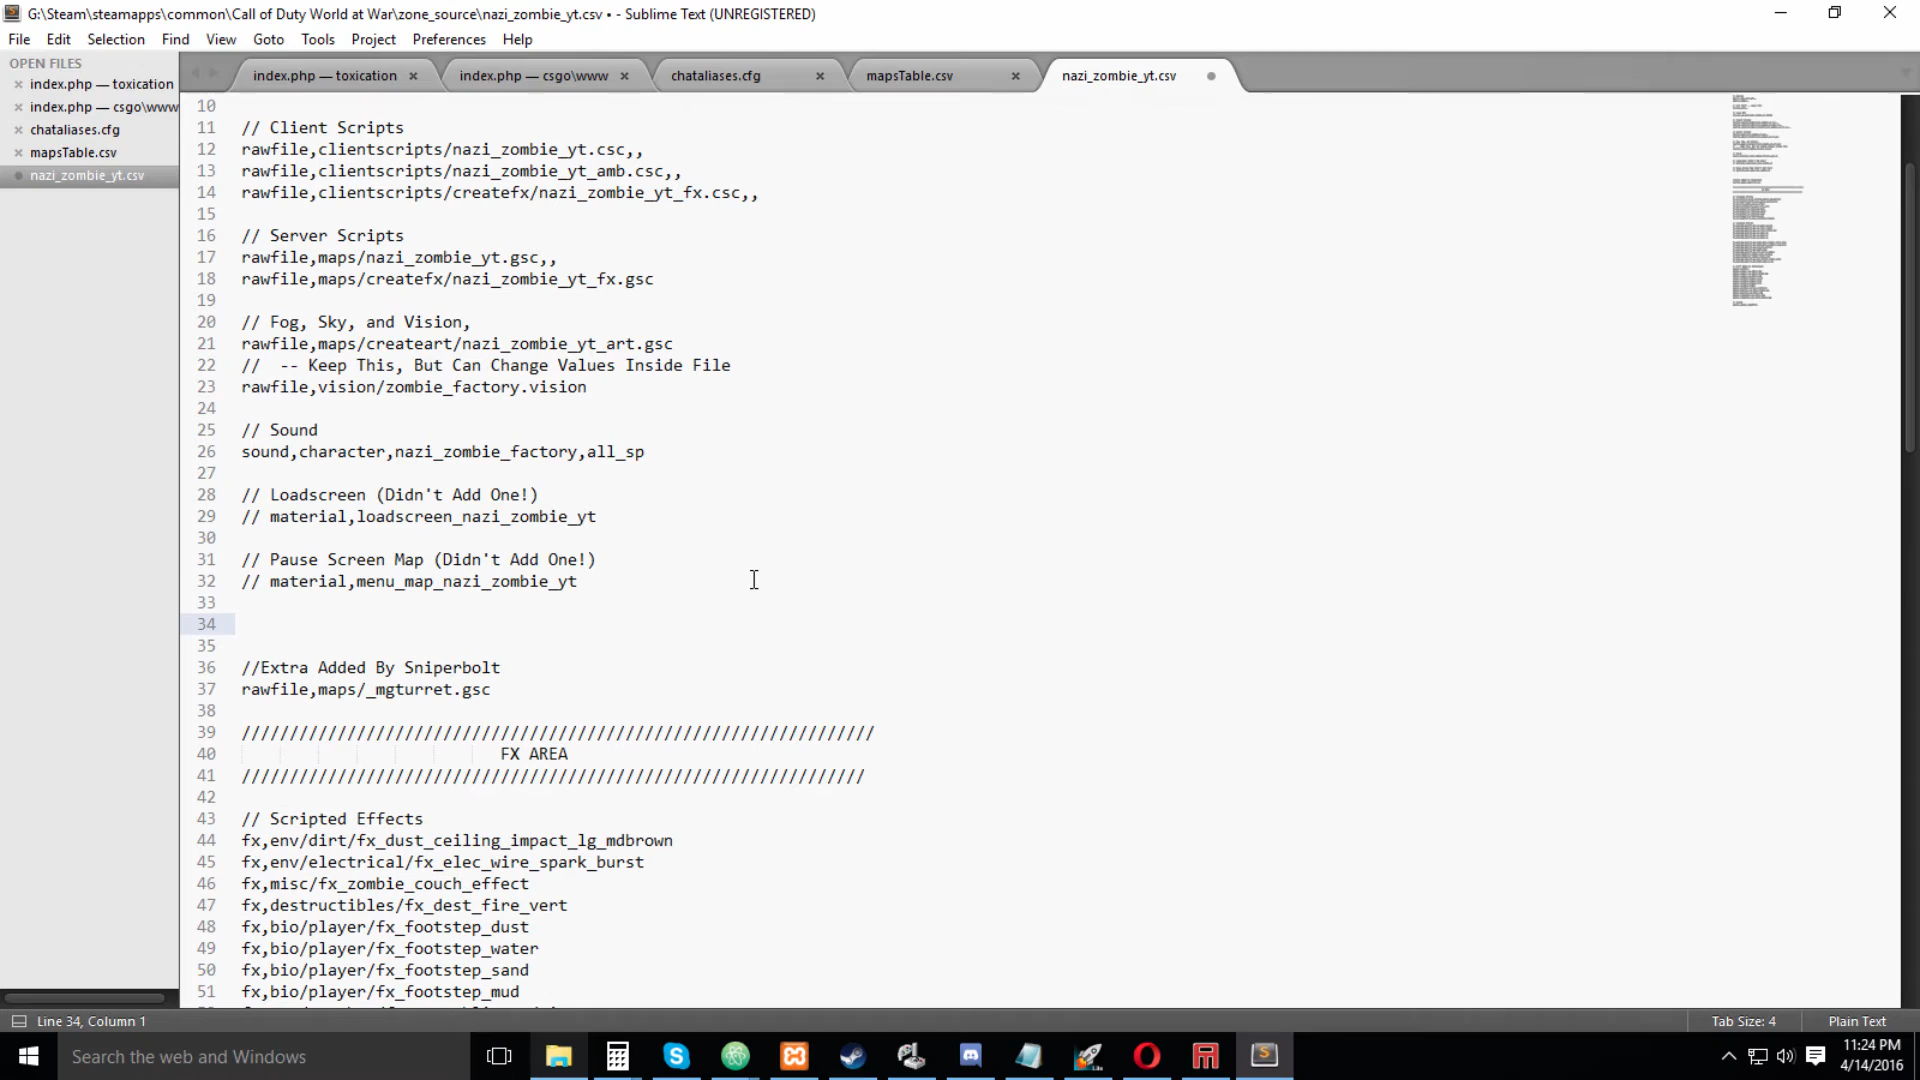 G:\Steam\steamapps\common\Call of Duty World at War\zone_source\nazi_zombie_yt.csv • - Sublime Text (UNREGISTERED)
File Edit Selection Find View Goto Tools Project Preferences Help
OPEN FILES
index.php — toxication
index.php — csgo\www
chataliases.cfg
mapsTable.csv
nazi_zombie_yt.csv
index.php — toxication
index.php — csgo\www
chataliases.cfg
mapsTable.csv
nazi_zombie_yt.csv
10
11 // Client Scripts
12 rawfile,clientscripts/nazi_zombie_yt.csc,,
13 rawfile,clientscripts/nazi_zombie_yt_amb.csc,,
14 rawfile,clientscripts/createfx/nazi_zombie_yt_fx.csc,,
15
16 // Server Scripts
17 rawfile,maps/nazi_zombie_yt.gsc,,
18 rawfile,maps/createfx/nazi_zombie_yt_fx.gsc
19
20 // Fog, Sky, and Vision,
21 rawfile,maps/createart/nazi_zombie_yt_art.gsc
22 //  -- Keep This, But Can Change Values Inside File
23 rawfile,vision/zombie_factory.vision
24
25 // Sound
26 sound,character,nazi_zombie_factory,all_sp
27
28 // Loadscreen (Didn't Add One!)
29 // material,loadscreen_nazi_zombie_yt
30
31 // Pause Screen Map (Didn't Add One!)
32 // material,menu_map_nazi_zombie_yt
33
34
35
36 //Extra Added By Sniperbolt
37 rawfile,maps/_mgturret.gsc
38
39 //////////////////////////////////////////////////////////////////
40 FX AREA
41 /////////////////////////////////////////////////////////////////
42
43 // Scripted Effects
44 fx,env/dirt/fx_dust_ceiling_impact_lg_mdbrown
45 fx,env/electrical/fx_elec_wire_spark_burst
46 fx,misc/fx_zombie_couch_effect
47 fx,destructibles/fx_dest_fire_vert
48 fx,bio/player/fx_footstep_dust
49 fx,bio/player/fx_footstep_water
50 fx,bio/player/fx_footstep_sand
51 fx,bio/player/fx_footstep_mud
Line 34, Column 1
Tab Size: 4
Plain Text
Search the web and Windows
11:24 PM
4/14/2016